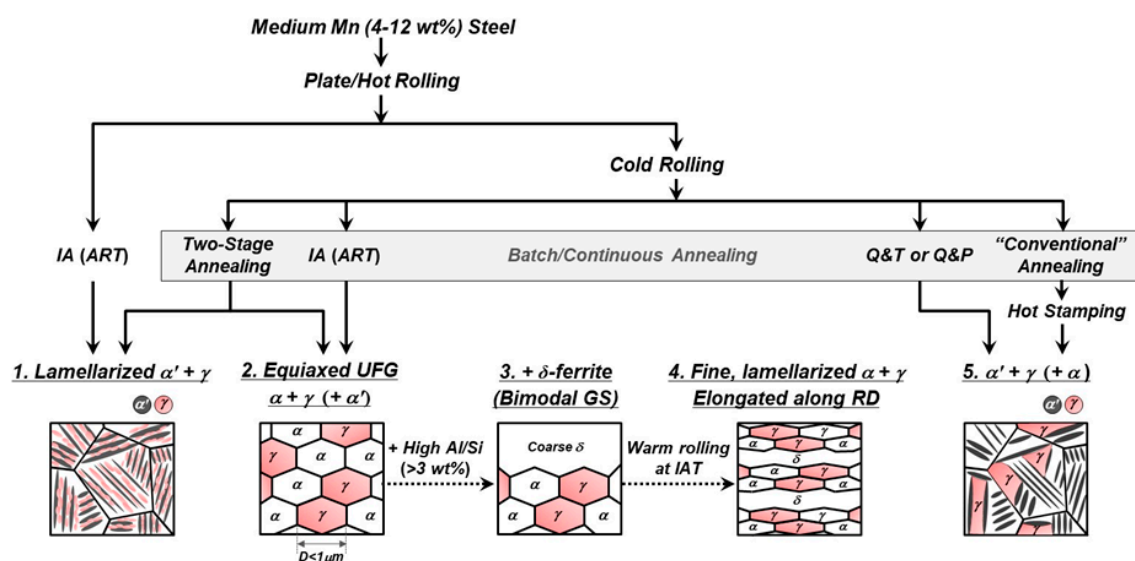 Medium Mn (4-12 wt%) Steel
Plate/Hot Rolling
Cold Rolling
IA (ART)
Two-Stage
Annealing
IA (ART)
Batch/Continuous Annealing
Q&T or Q&P
“Conventional”
Annealing
Hot Stamping
1. Lamellarized α′ + γ
α′ γ
2. Equiaxed UFG
α + γ (+ α′)
α γ
γ α α
α γ
γ α α
α γ α
D<1μm
+ High Al/Si
(>3 wt%)
3. + δ-ferrite
(Bimodal GS)
Coarse δ
α γ
α γ α
Warm rolling
at IAT
4. Fine, lamellarized α + γ
Elongated along RD
γ γ
α γ α
δ
α γ
α γ α
δ
γ γ
α γ α
5. α′ + γ (+ α)
α′ γ
γ
γ
γ
γ